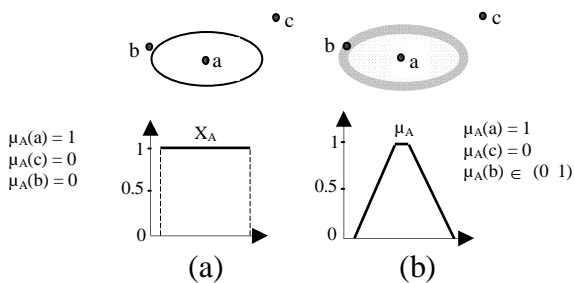 c
b
a
c
b
a
μA(a) = 1
μA(c) = 0
μA(b) = 0
XA
1
0.5
0
μA
1
0.5
0
μA(a) = 1
μA(c) = 0
μA(b) ∈ (0 1)
(a)
(b)